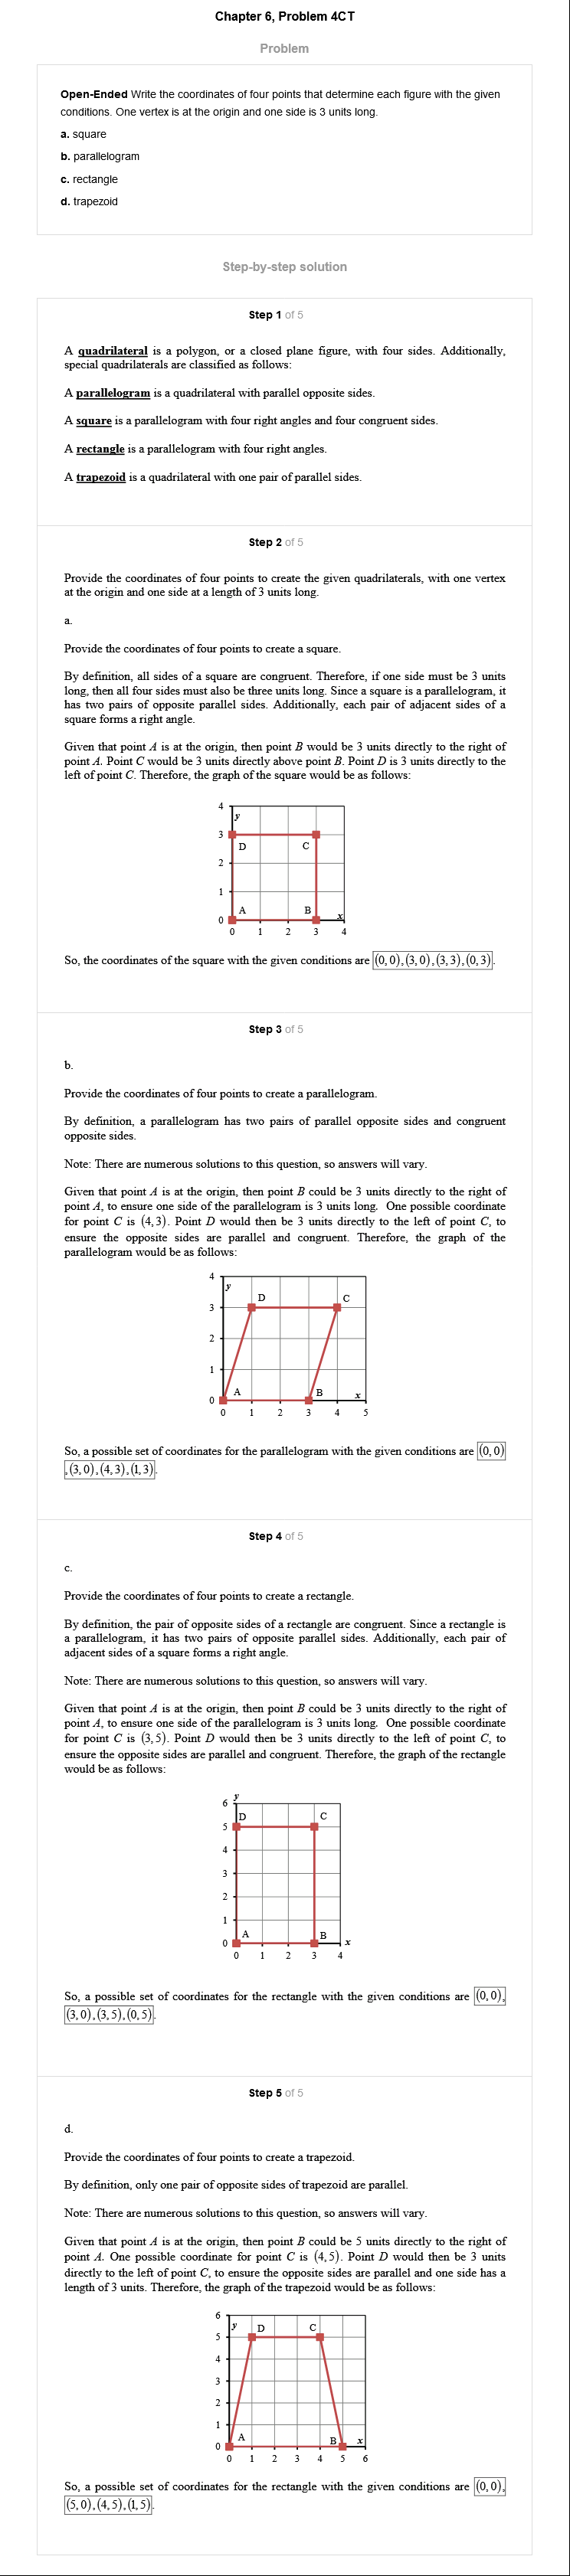 Chapter 6, Problem 4CT
Problem
Open-Ended Write the coordinates of four points that determine each figure with the given
conditions. One vertex is at the origin and one side is 3 units long.
a. square
b. parallelogram
c. rectangle
d. trapezoid
Step-by-step solution
Step 1 of 5
A quadrilateral is a polygon, or a closed plane figure, with four sides. Additionally,
special quadrilaterals are classified as follows:
A parallelogram is a quadrilateral with parallel opposite sides.
A square is a parallelogram with four right angles and four congruent sides.
A rectangle is a parallelogram with four right angles.
A trapezoid is a quadrilateral with one pair of parallel sides.
Step 2 of 5
Provide the coordinates of four points to create the given quadrilaterals, with one vertex
at the origin and one side at a length of 3 units long.
a.
Provide the coordinates of four points to create a square.
By definition, all sides of a square are congruent. Therefore, if one side must be 3 units
long, then all four sides must also be three units long. Since a square is a parallelogram, it
has two pairs of opposite parallel sides. Additionally, each pair of adjacent sides of a
square forms a right angle.
Given that point A is at the origin, then point B would be 3 units directly to the right of
point A. Point C would be 3 units directly above point B. Point D is 3 units directly to the
left of point C. Therefore, the graph of the square would be as follows:
4
y
3
D C
2
1
A B
0 x
0 1 2 3 4
So, the coordinates of the square with the given conditions are (0, 0), (3, 0), (3, 3), (0, 3).
Step 3 of 5
b.
Provide the coordinates of four points to create a parallelogram.
By definition, a parallelogram has two pairs of parallel opposite sides and congruent
opposite sides.
Note: There are numerous solutions to this question, so answers will vary.
Given that point A is at the origin, then point B could be 3 units directly to the right of
point A, to ensure one side of the parallelogram is 3 units long. One possible coordinate
for point C is (4, 3). Point D would then be 3 units directly to the left of point C, to
ensure the opposite sides are parallel and congruent. Therefore, the graph of the
parallelogram would be as follows:
4
y
D C
3
2
1
A B x
0
0 1 2 3 4 5
So, a possible set of coordinates for the parallelogram with the given conditions are (0, 0)
, (3, 0), (4, 3), (1, 3).
Step 4 of 5
c.
Provide the coordinates of four points to create a rectangle.
By definition, the pair of opposite sides of a rectangle are congruent. Since a rectangle is
a parallelogram, it has two pairs of opposite parallel sides. Additionally, each pair of
adjacent sides of a square forms a right angle.
Note: There are numerous solutions to this question, so answers will vary.
Given that point A is at the origin, then point B could be 3 units directly to the right of
point A, to ensure one side of the parallelogram is 3 units long. One possible coordinate
for point C is (3, 5). Point D would then be 3 units directly to the left of point C, to
ensure the opposite sides are parallel and congruent. Therefore, the graph of the rectangle
would be as follows:
y
6
D C
5
4
3
2
1
A B
0 x
0 1 2 3 4
So, a possible set of coordinates for the rectangle with the given conditions are (0, 0),
(3, 0), (3, 5), (0, 5).
Step 5 of 5
d.
Provide the coordinates of four points to create a trapezoid.
By definition, only one pair of opposite sides of trapezoid are parallel.
Note: There are numerous solutions to this question, so answers will vary.
Given that point A is at the origin, then point B could be 5 units directly to the right of
point A. One possible coordinate for point C is (4, 5). Point D would then be 3 units
directly to the left of point C, to ensure the opposite sides are parallel and one side has a
length of 3 units. Therefore, the graph of the trapezoid would be as follows:
6
y D C
5
4
3
2
1
A B x
0
0 1 2 3 4 5 6
So, a possible set of coordinates for the rectangle with the given conditions are (0, 0),
(5, 0), (4, 5), (1, 5).